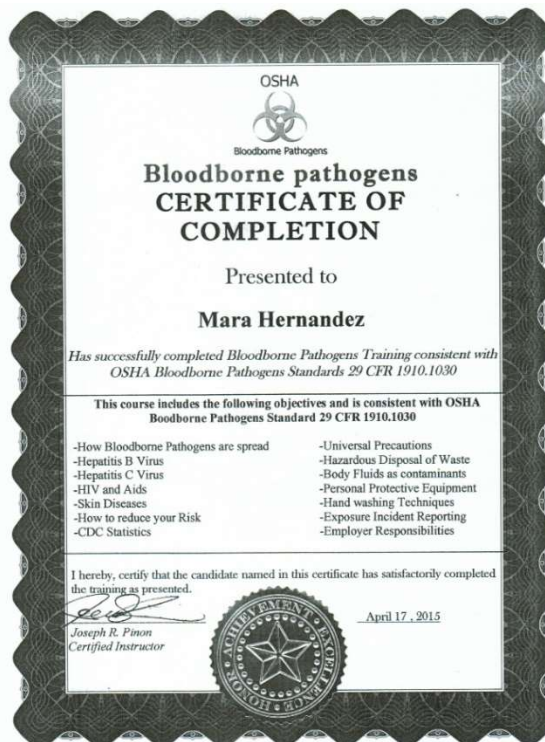 OSHA
Bloodborne Pathogens
Bloodborne pathogens
CERTIFICATE OF
COMPLETION
Presented to
Mara Hernandez
Has successfully completed Bloodborne Pathogens Training consistent with
OSHA Bloodborne Pathogens Standards 29 CFR 1910.1030
This course includes the following objectives and is consistent with OSHA
Boodborne Pathogens Standard 29 CFR 1910.1030
-How Bloodborne Pathogens are spread
-Hepatitis B Virus
-Hepatitis C Virus
-HIV and Aids
-Skin Diseases
-How to reduce your Risk
-CDC Statistics
-Universal Precautions
-Hazardous Disposal of Waste
-Body Fluids as contaminants
-Personal Protective Equipment
-Hand washing Techniques
-Exposure Incident Reporting
-Employer Responsibilities
I hereby, certify that the candidate named in this certificate has satisfactorily completed
the training as presented.
Joseph R. Pinon
Certified Instructor
HONOR · ACHIEVEMENT · EXCELLENCE
April 17 , 2015